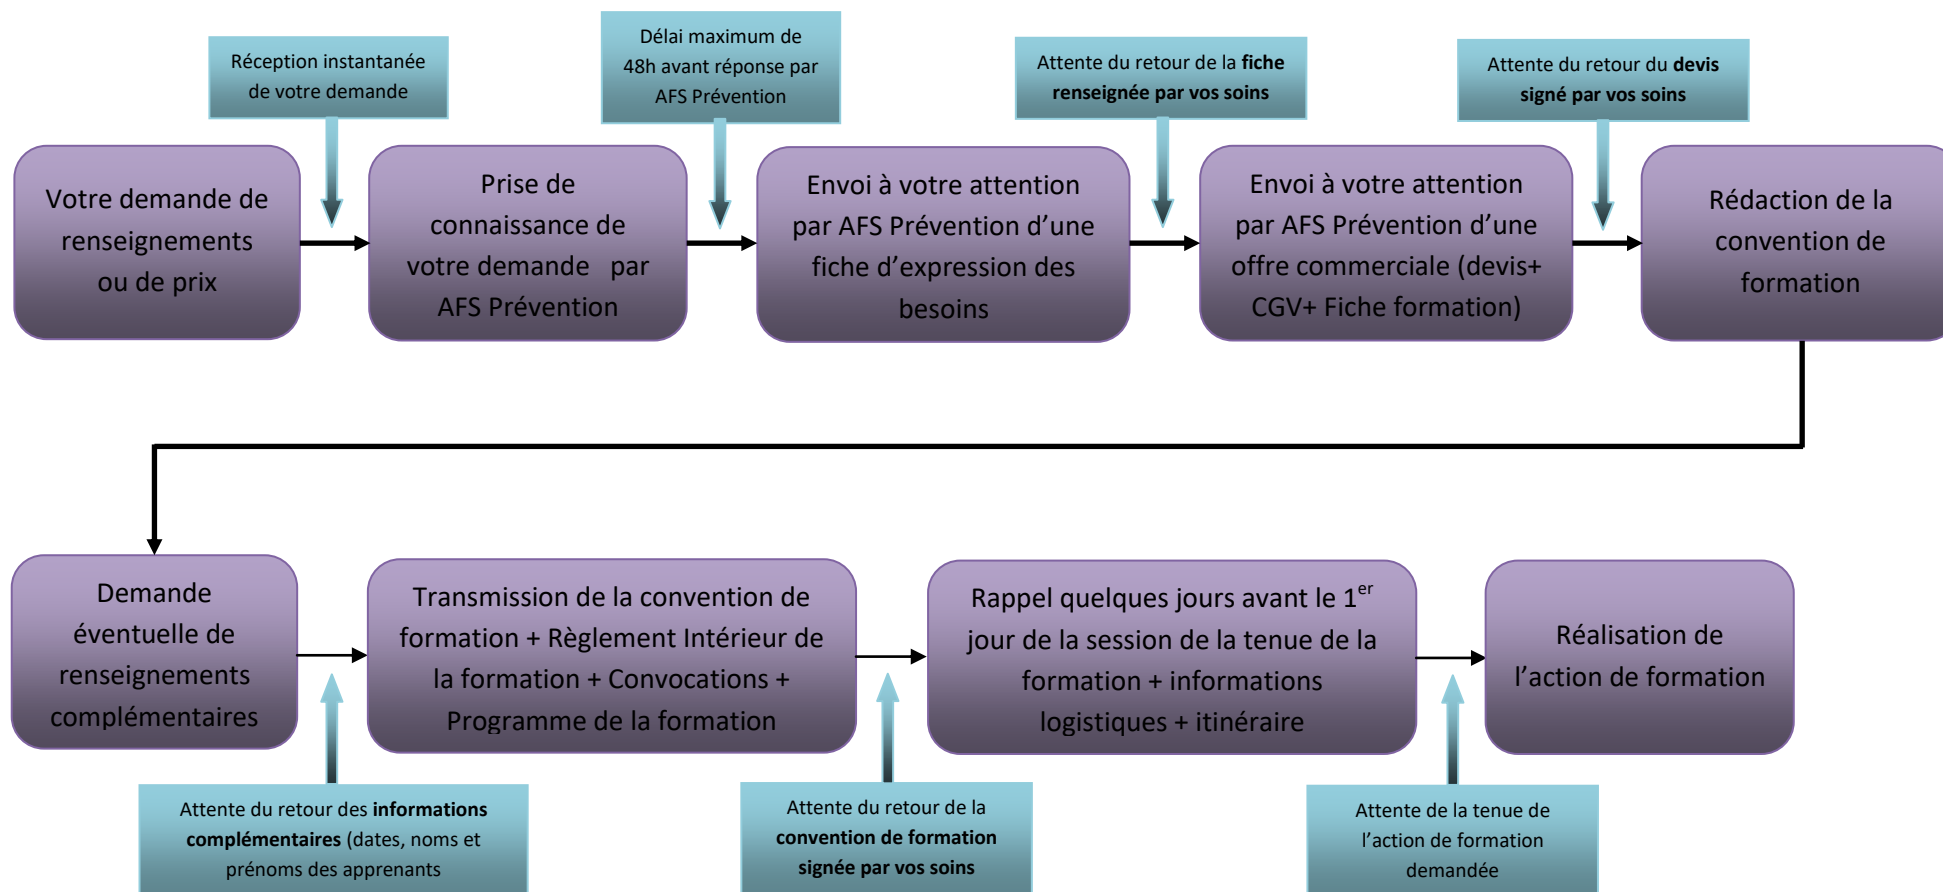 Réception instantanée
de votre demande
Délai maximum de
48h avant réponse par
AFS Prévention
Attente du retour de la fiche
renseignée par vos soins
Attente du retour du devis
signé par vos soins
Votre demande de
renseignements
ou de prix
Prise de
connaissance de
votre demande par
AFS Prévention
Envoi à votre attention
par AFS Prévention d’une
fiche d’expression des
besoins
Envoi à votre attention
par AFS Prévention d’une
offre commerciale (devis+
CGV+ Fiche formation)
Rédaction de la
convention de
formation
Demande
éventuelle de
renseignements
complémentaires
Transmission de la convention de
formation + Règlement Intérieur de
la formation + Convocations +
Programme de la formation
Rappel quelques jours avant le 1er
jour de la session de la tenue de la
formation + informations
logistiques + itinéraire
Réalisation de
l’action de formation
Attente du retour des informations
complémentaires (dates, noms et
prénoms des apprenants
Attente du retour de la
convention de formation
signée par vos soins
Attente de la tenue de
l’action de formation
demandée